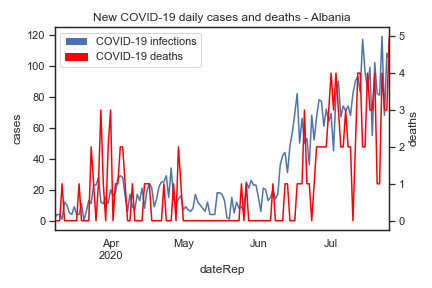 New COVID-19 daily cases and deaths - Albania
COVID-19 infections
COVID-19 deaths
120
100
80
60
40
20
0
cases
5
4
3
2
1
0
deaths
Apr
2020
May
Jun
Jul
dateRep